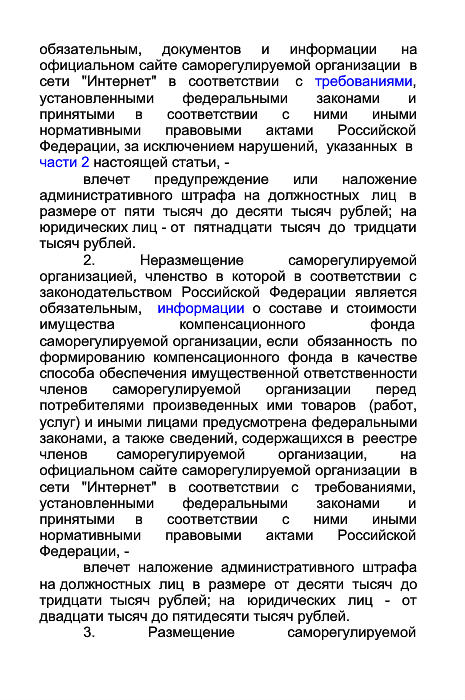 обязательным, документов и информации на
официальном сайте саморегулируемой организации в
сети "Интернет" в соответствии с требованиями,
установленными федеральными законами и
принятыми в соответствии с ними иными
нормативными правовыми актами Российской
Федерации, за исключением нарушений, указанных в
части 2 настоящей статьи, -
влечет предупреждение или наложение
административного штрафа на должностных лиц в
размере от пяти тысяч до десяти тысяч рублей; на
юридических лиц - от пятнадцати тысяч до тридцати
тысяч рублей.
2. Неразмещение саморегулируемой
организацией, членство в которой в соответствии с
законодательством Российской Федерации является
обязательным, информации о составе и стоимости
имущества компенсационного фонда
саморегулируемой организации, если обязанность по
формированию компенсационного фонда в качестве
способа обеспечения имущественной ответственности
членов саморегулируемой организации перед
потребителями произведенных ими товаров (работ,
услуг) и иными лицами предусмотрена федеральными
законами, а также сведений, содержащихся в реестре
членов саморегулируемой организации, на
официальном сайте саморегулируемой организации в
сети "Интернет" в соответствии с требованиями,
установленными федеральными законами и
принятыми в соответствии с ними иными
нормативными правовыми актами Российской
Федерации, -
влечет наложение административного штрафа
на должностных лиц в размере от десяти тысяч до
тридцати тысяч рублей; на юридических лиц - от
двадцати тысяч до пятидесяти тысяч рублей.
3. Размещение саморегулируемой